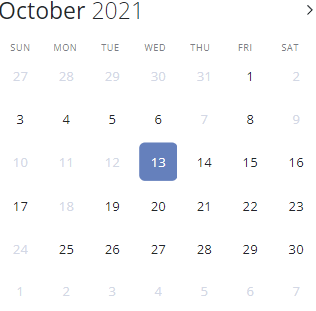 October 2021 >
SUN MON TUE WED THU FRI SAT
27 28 29 30 31 1 2
3 4 5 6 7 8 9
10 11 12 13 14 15 16
17 18 19 20 21 22 23
24 25 26 27 28 29 30
1 2 3 4 5 6 7